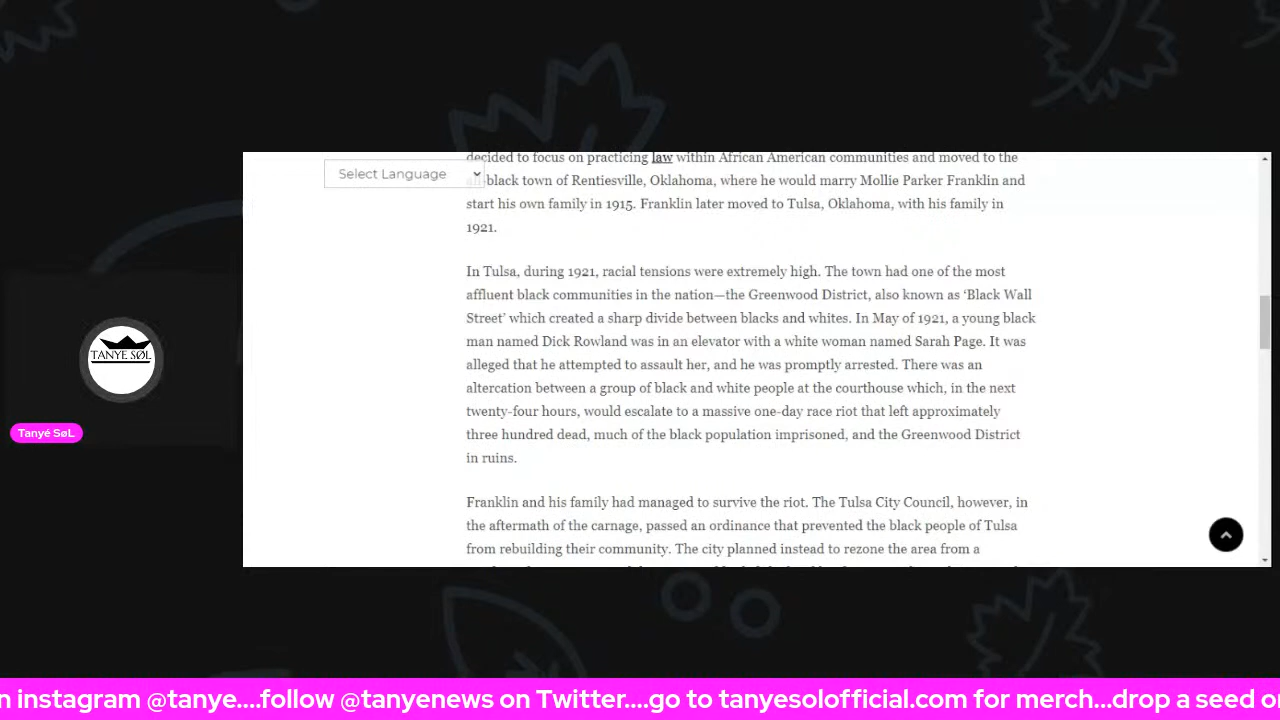 decided to focus on practicing law within African American communities and moved to the
Select Language
all-black town of Rentiesville, Oklahoma, where he would marry Mollie Parker Franklin and
start his own family in 1915. Franklin later moved to Tulsa, Oklahoma, with his family in
1921.
In Tulsa, during 1921, racial tensions were extremely high. The town had one of the most
affluent black communities in the nation—the Greenwood District, also known as ‘Black Wall
Street’ which created a sharp divide between blacks and whites. In May of 1921, a young black
man named Dick Rowland was in an elevator with a white woman named Sarah Page. It was
alleged that he attempted to assault her, and he was promptly arrested. There was an
altercation between a group of black and white people at the courthouse which, in the next
twenty-four hours, would escalate to a massive one-day race riot that left approximately
three hundred dead, much of the black population imprisoned, and the Greenwood District
in ruins.
Franklin and his family had managed to survive the riot. The Tulsa City Council, however, in
the aftermath of the carnage, passed an ordinance that prevented the black people of Tulsa
from rebuilding their community. The city planned instead to rezone the area from a
TANYE SØL
Tanyé SøL
n instagram @tanye....follow @tanyenews on Twitter....go to tanyesolofficial.com for merch...drop a seed o